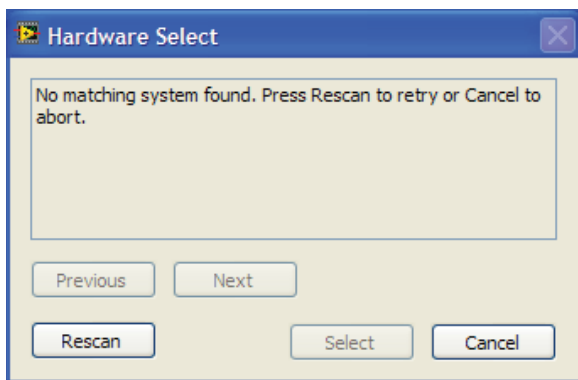 Hardware Select
No matching system found. Press Rescan to retry or Cancel to
abort.
Previous Next
Rescan Select Cancel